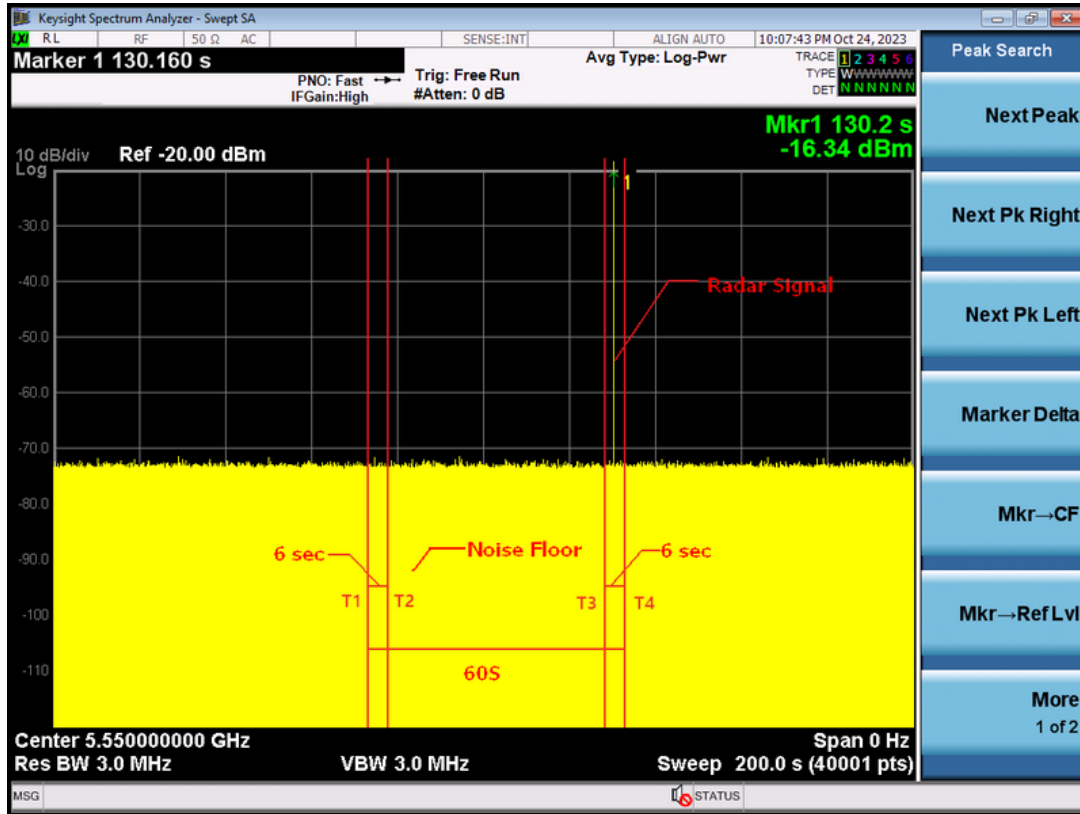 Keysight Spectrum Analyzer - Swept SA
LXI RL RF 50 Ω AC SENSE:INT ALIGN AUTO 10:07:43 PM Oct 24, 2023
Marker 1 130.160 s
PNO: Fast
IFGain:High
Trig: Free Run
#Atten: 0 dB
Avg Type: Log-Pwr
TRACE 1 2 3 4 5 6
TYPE WWWWWW
DET N N N N N N
Mkr1 130.2 s
-16.34 dBm
10 dB/div
Log
Ref -20.00 dBm
1
-30.0
-40.0
Radar Signal
-50.0
-60.0
-70.0
-80.0
-90.0
6 sec
Noise Floor
6 sec
T1
T2
T3
T4
-100
-110
60S
Center 5.550000000 GHz
Span 0 Hz
Res BW 3.0 MHz
VBW 3.0 MHz
Sweep 200.0 s (40001 pts)
MSG
STATUS
Peak Search
Next Peak
Next Pk Right
Next Pk Left
Marker Delta
Mkr→CF
Mkr→Ref Lvl
More
1 of 2